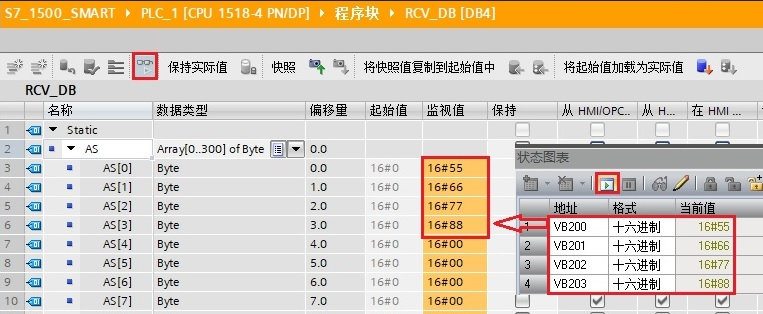 S7_1500_SMART ▸ PLC_1 [CPU 1518-4 PN/DP] ▸ 程序块 ▸ RCV_DB [DB4]
保持实际值 快照 将快照值复制到起始值中 将起始值加载为实际值
RCV_DB
名称 数据类型 偏移量 起始值 监视值 保持 从 HMI/OPC... 从 H... 在 HMI ...
1 Static
2 AS Array[0..300] of Byte 0.0
3 AS[0] Byte 0.0 16#0 16#55
4 AS[1] Byte 1.0 16#0 16#66
5 AS[2] Byte 2.0 16#0 16#77
6 AS[3] Byte 3.0 16#0 16#88
7 AS[4] Byte 4.0 16#0 16#00
8 AS[5] Byte 5.0 16#0 16#00
9 AS[6] Byte 6.0 16#0 16#00
10 AS[7] Byte 7.0 16#0 16#00
状态图表
地址 格式 当前值
1 VB200 十六进制 16#55
2 VB201 十六进制 16#66
3 VB202 十六进制 16#77
4 VB203 十六进制 16#88